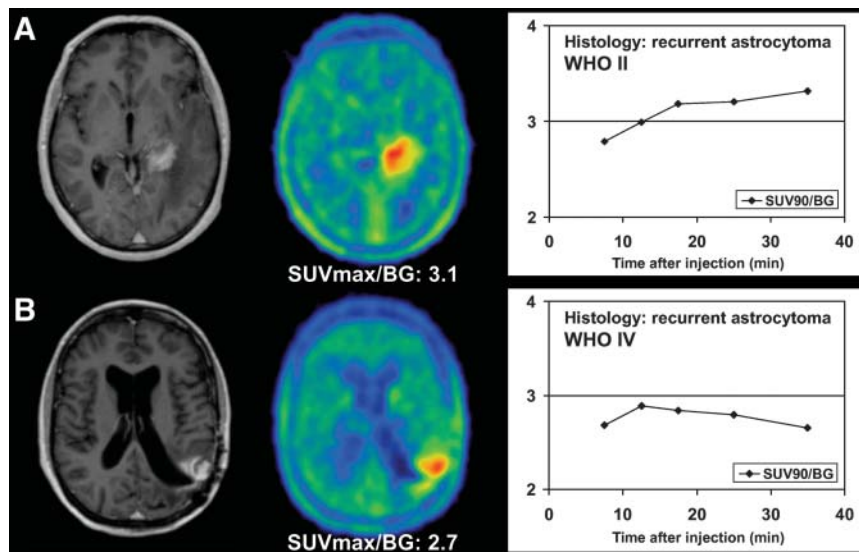 A
SUVmax/BG: 3.1
Histology: recurrent astrocytoma
WHO II
4
3
2
SUV90/BG
0 10 20 30 40
Time after injection (min)
B
SUVmax/BG: 2.7
Histology: recurrent astrocytoma
WHO IV
4
3
2
SUV90/BG
0 10 20 30 40
Time after injection (min)